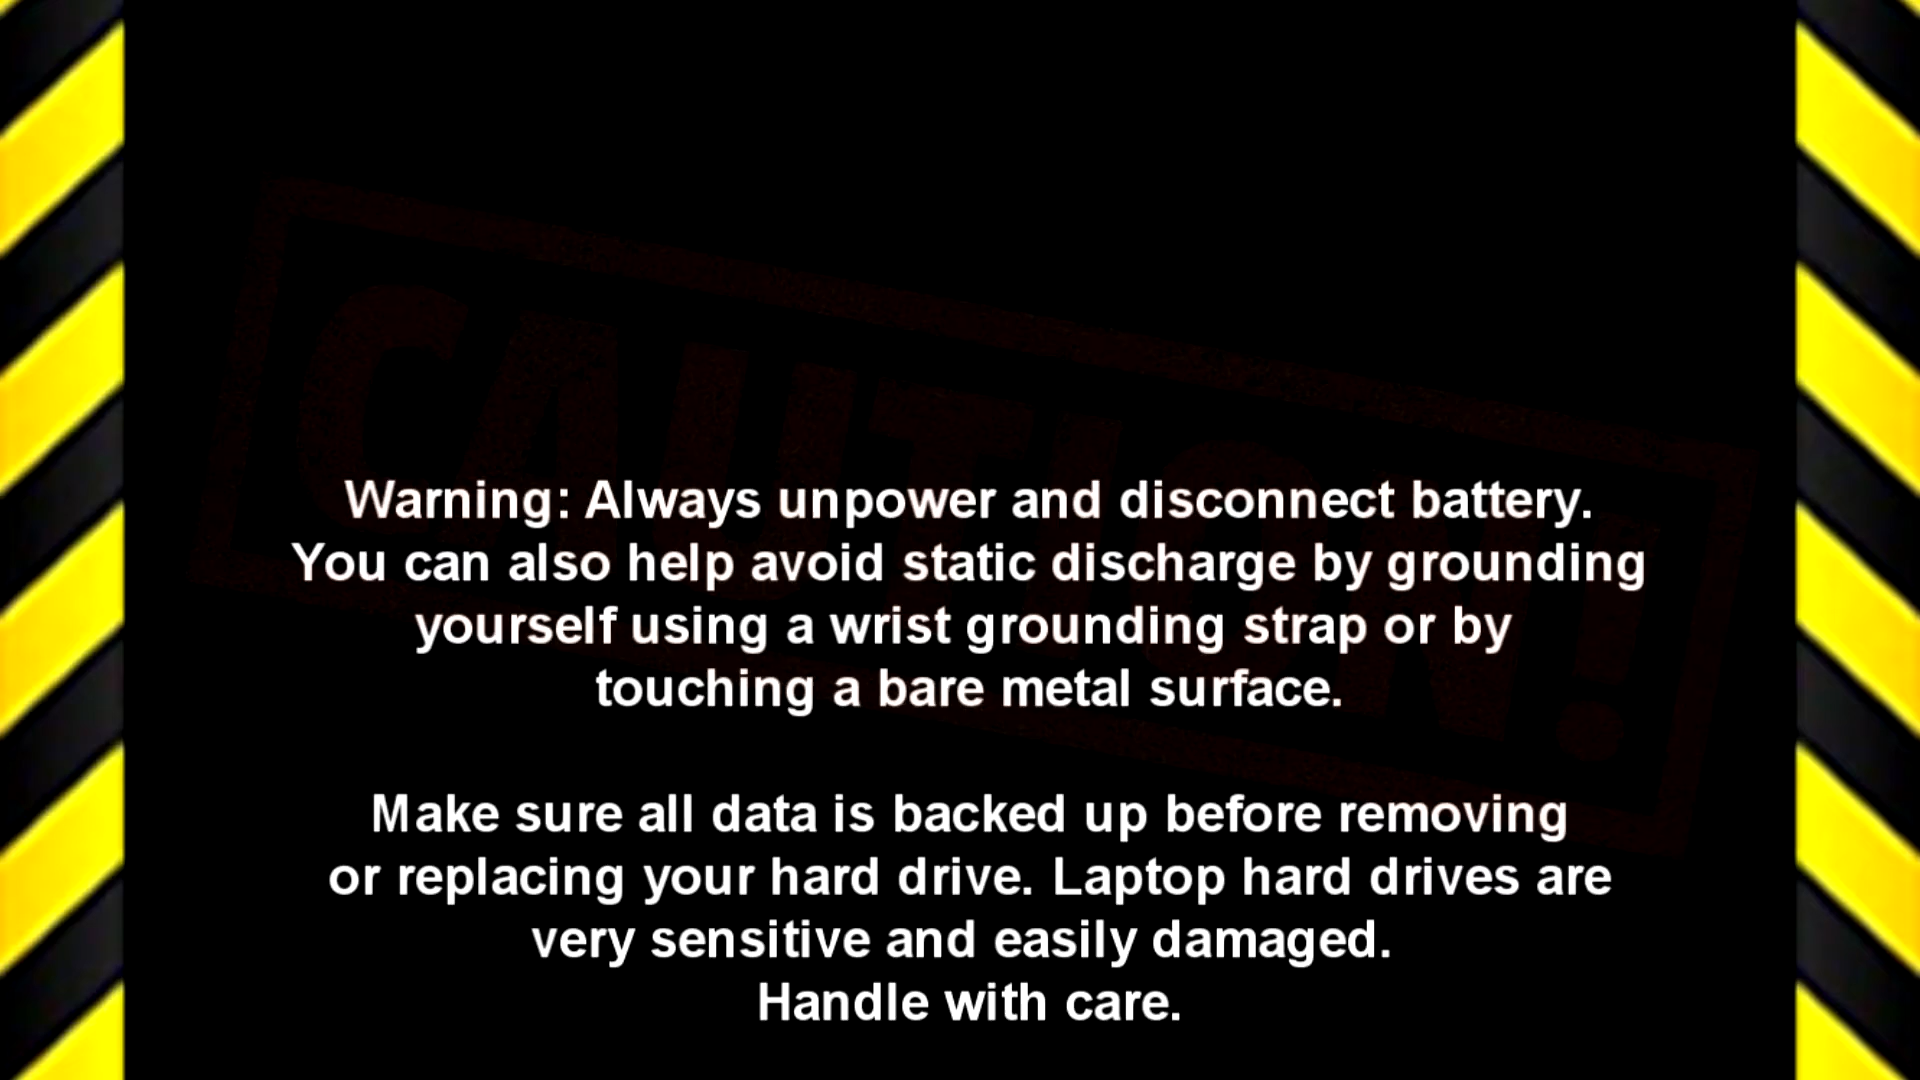 CAUTION!
Warning: Always unpower and disconnect battery.
You can also help avoid static discharge by grounding
yourself using a wrist grounding strap or by
touching a bare metal surface.
Make sure all data is backed up before removing
or replacing your hard drive. Laptop hard drives are
very sensitive and easily damaged.
Handle with care.